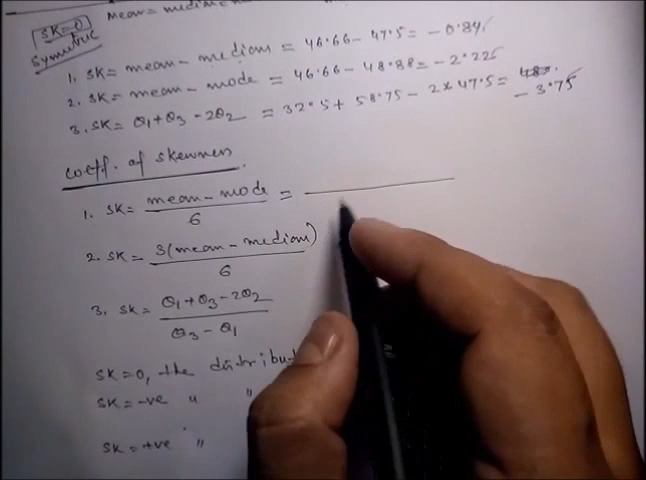 SK=0 mean = median =
symmetric
1. SK = mean - median = 46.66 - 47.5 = - 0.84
2. SK = mean - mode = 46.66 - 48.88 = - 2.225
3. SK = Q1 + Q3 - 2Q2 = 32.5 + 58.75 - 2x47.5 =
- 3.75
coeff. of skewness.
1. SK = mean - mode / 6 =
2. SK = 3(mean - median) / 6
3. SK = Q1 + Q3 - 2Q2 / Q3 - Q1
SK = 0, the distribut
SK = -ve " "
SK = +ve "